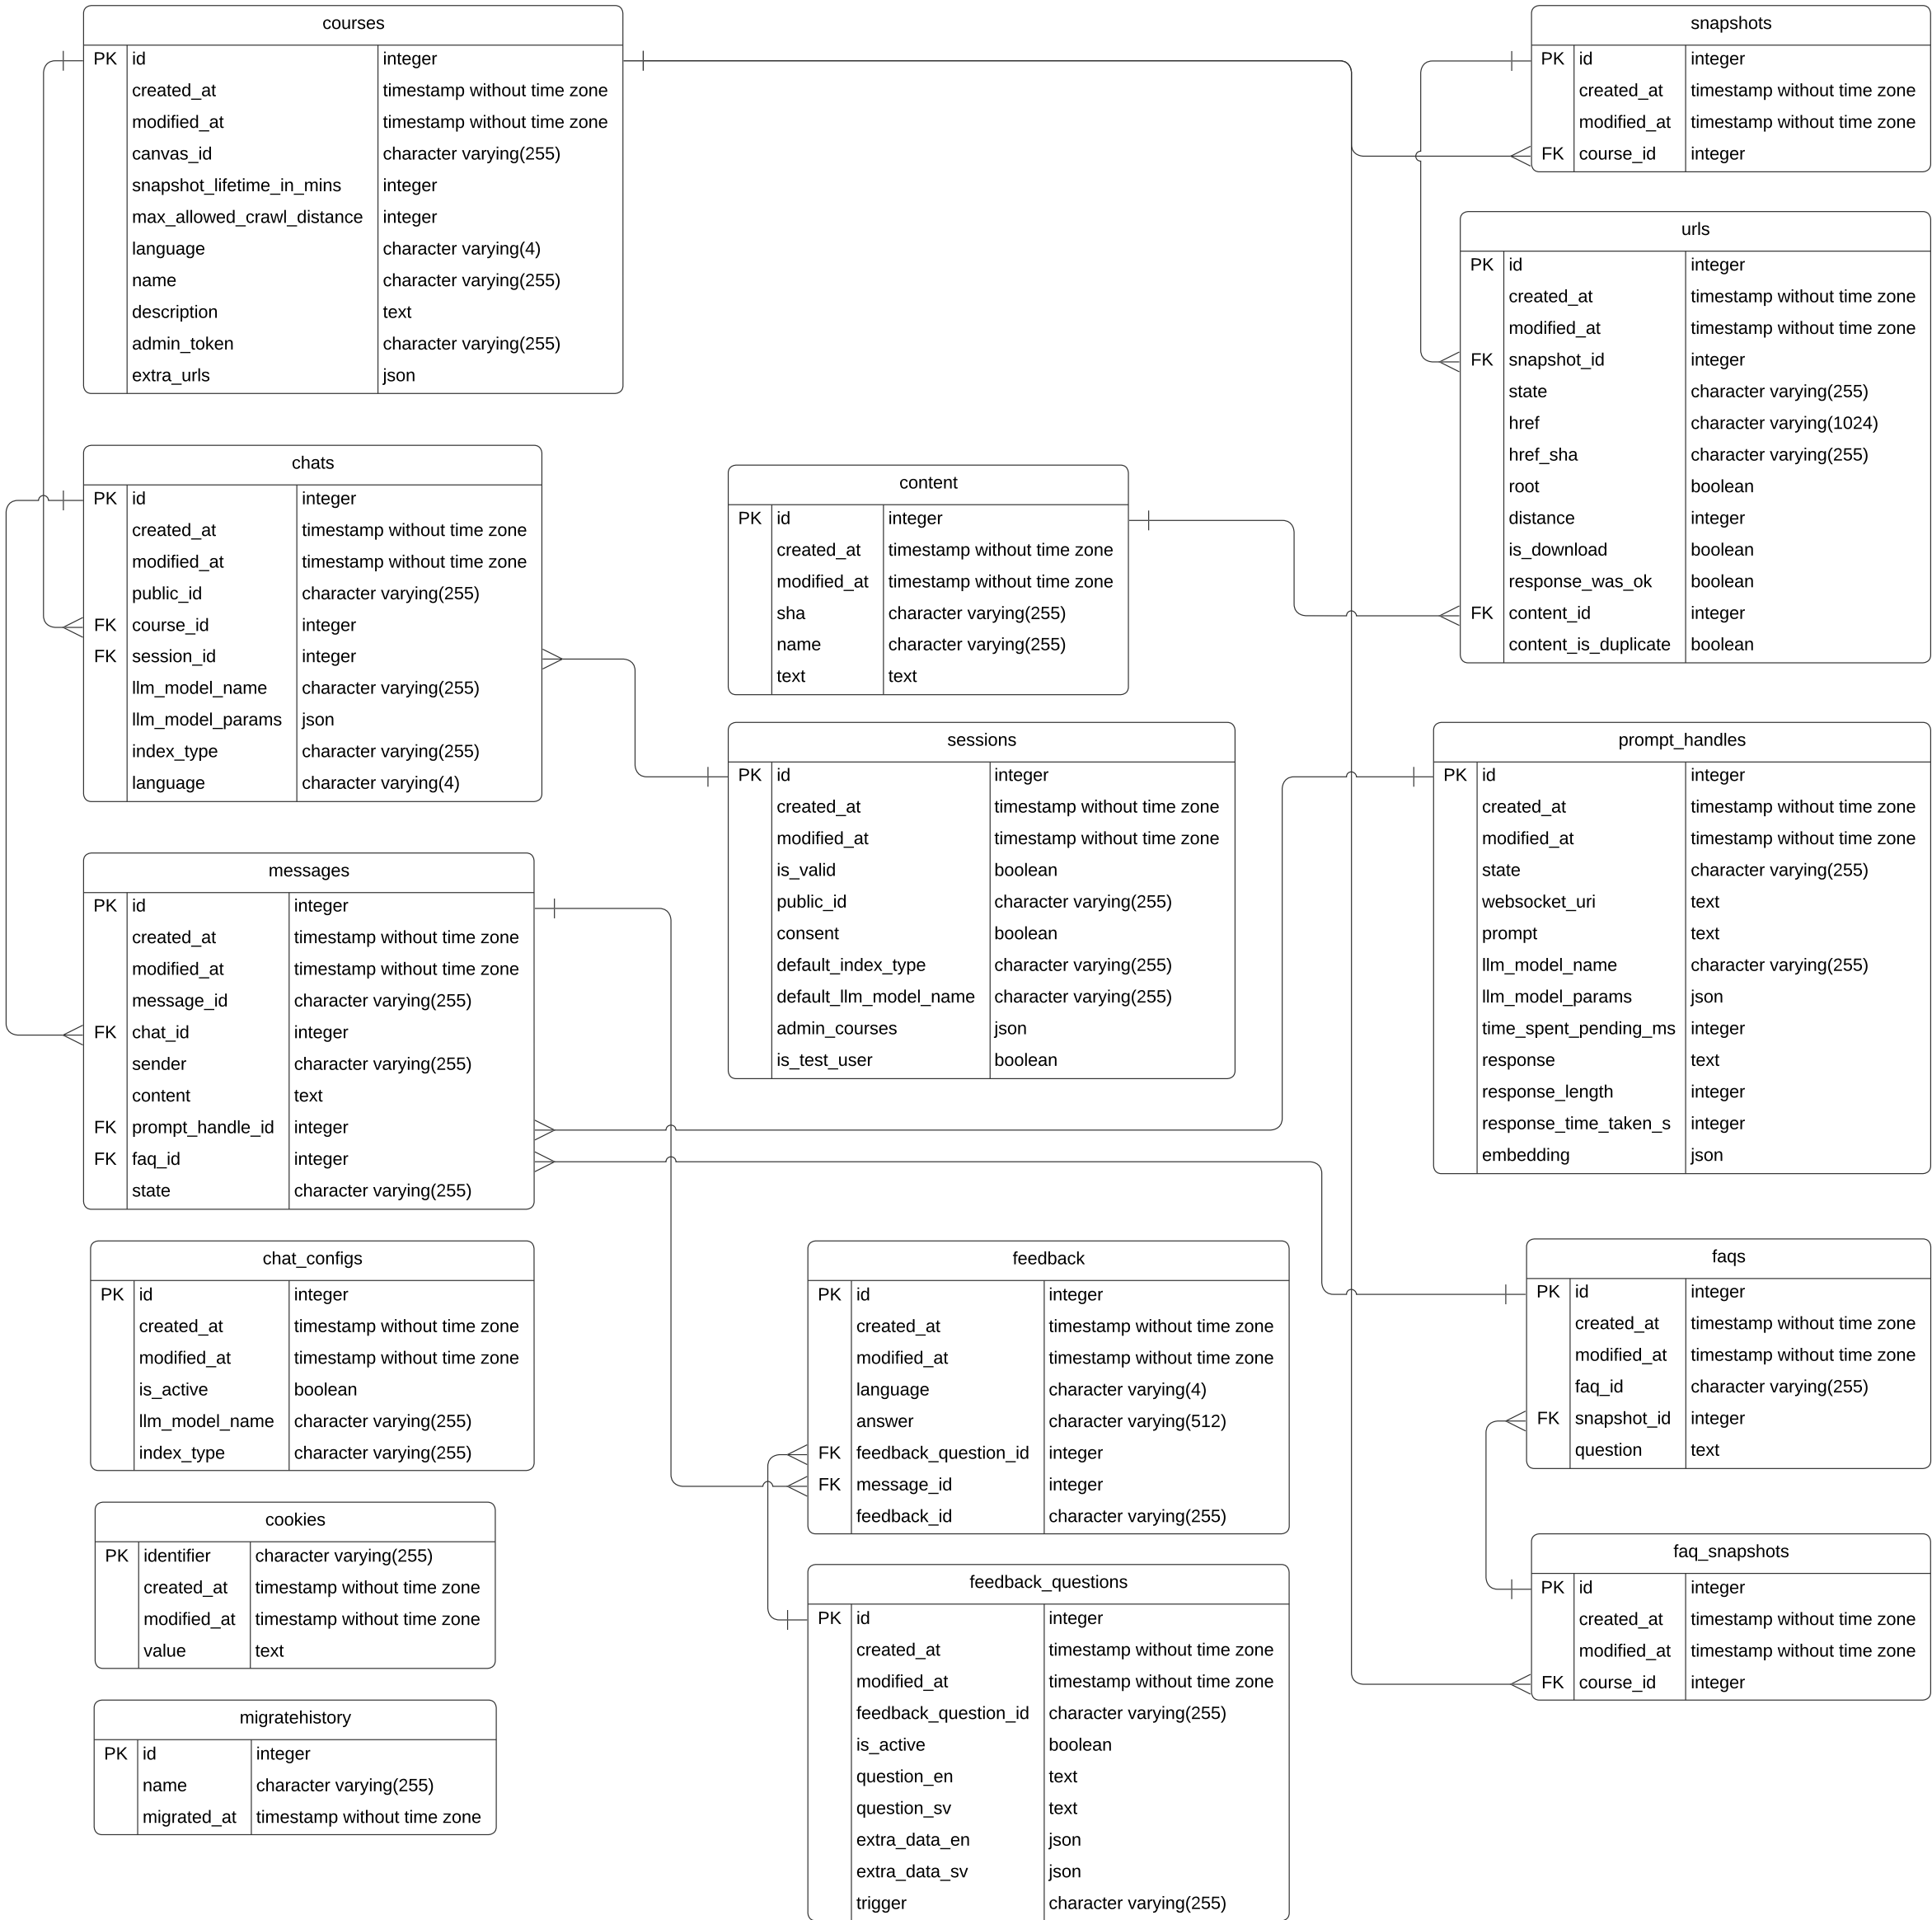 courses
PK id integer
created_at timestamp without time zone
modified_at timestamp without time zone
canvas_id character varying(255)
snapshot_lifetime_in_mins integer
max_allowed_crawl_distance integer
language character varying(4)
name character varying(255)
description text
admin_token character varying(255)
extra_urls json
snapshots
PK id integer
created_at timestamp without time zone
modified_at timestamp without time zone
FK course_id integer
urls
PK id integer
created_at timestamp without time zone
modified_at timestamp without time zone
FK snapshot_id integer
state character varying(255)
href character varying(1024)
href_sha character varying(255)
root boolean
distance integer
is_download boolean
response_was_ok boolean
FK content_id integer
content_is_duplicate boolean
chats
PK id integer
created_at timestamp without time zone
modified_at timestamp without time zone
public_id character varying(255)
FK course_id integer
FK session_id integer
llm_model_name character varying(255)
llm_model_params json
index_type character varying(255)
language character varying(4)
content
PK id integer
created_at timestamp without time zone
modified_at timestamp without time zone
sha character varying(255)
name character varying(255)
text text
sessions
PK id integer
created_at timestamp without time zone
modified_at timestamp without time zone
is_valid boolean
public_id character varying(255)
consent boolean
default_index_type character varying(255)
default_llm_model_name character varying(255)
admin_courses json
is_test_user boolean
prompt_handles
PK id integer
created_at timestamp without time zone
modified_at timestamp without time zone
state character varying(255)
websocket_uri text
prompt text
llm_model_name character varying(255)
llm_model_params json
time_spent_pending_ms integer
response text
response_length integer
response_time_taken_s integer
embedding json
messages
PK id integer
created_at timestamp without time zone
modified_at timestamp without time zone
message_id character varying(255)
FK chat_id integer
sender character varying(255)
content text
FK prompt_handle_id integer
FK faq_id integer
state character varying(255)
chat_configs
PK id integer
created_at timestamp without time zone
modified_at timestamp without time zone
is_active boolean
llm_model_name character varying(255)
index_type character varying(255)
feedback
PK id integer
created_at timestamp without time zone
modified_at timestamp without time zone
language character varying(4)
answer character varying(512)
FK feedback_question_id integer
FK message_id integer
feedback_id character varying(255)
faqs
PK id integer
created_at timestamp without time zone
modified_at timestamp without time zone
faq_id character varying(255)
FK snapshot_id integer
question text
cookies
PK identifier character varying(255)
created_at timestamp without time zone
modified_at timestamp without time zone
value text
feedback_questions
PK id integer
created_at timestamp without time zone
modified_at timestamp without time zone
feedback_question_id character varying(255)
is_active boolean
question_en text
question_sv text
extra_data_en json
extra_data_sv json
trigger character varying(255)
faq_snapshots
PK id integer
created_at timestamp without time zone
modified_at timestamp without time zone
FK course_id integer
migratehistory
PK id integer
name character varying(255)
migrated_at timestamp without time zone